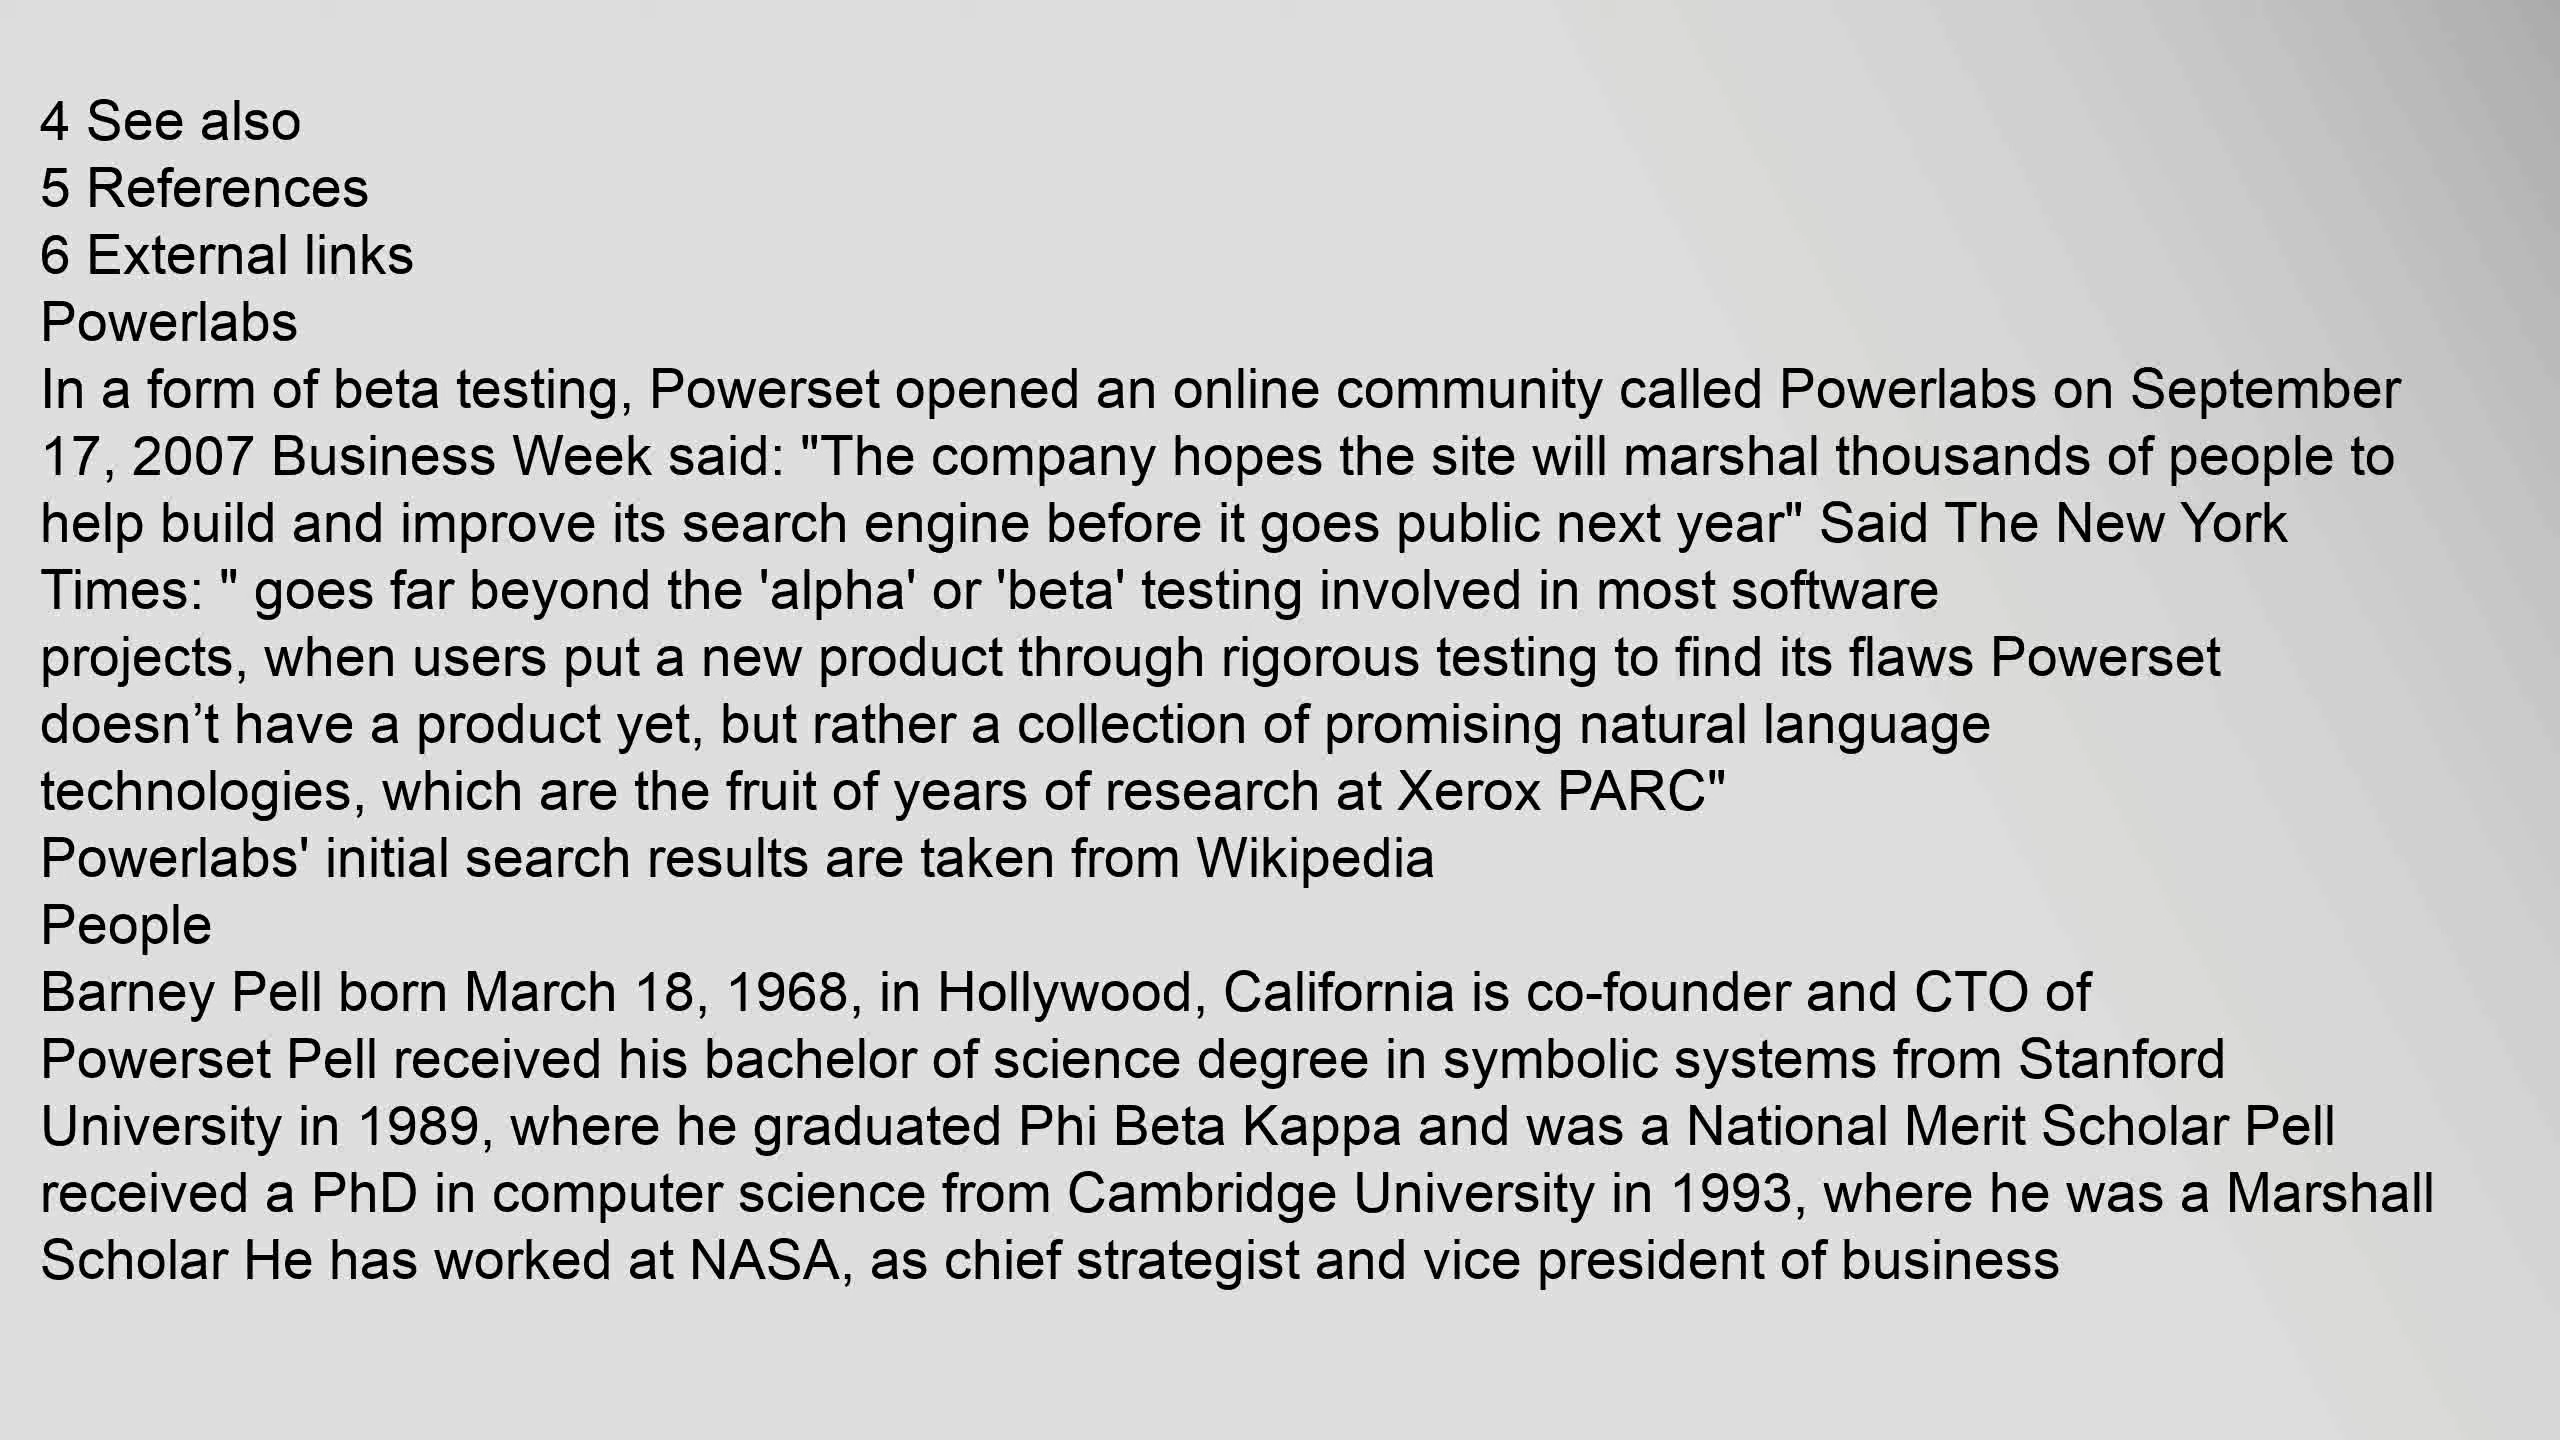 4 See also
5 References
6 External links
Powerlabs
In a form of beta testing, Powerset opened an online community called Powerlabs on September
17, 2007 Business Week said: "The company hopes the site will marshal thousands of people to
help build and improve its search engine before it goes public next year" Said The New York
Times: " goes far beyond the 'alpha' or 'beta' testing involved in most software
projects, when users put a new product through rigorous testing to find its flaws Powerset
doesn’t have a product yet, but rather a collection of promising natural language
technologies, which are the fruit of years of research at Xerox PARC"
Powerlabs' initial search results are taken from Wikipedia
People
Barney Pell born March 18, 1968, in Hollywood, California is co-founder and CTO of
Powerset Pell received his bachelor of science degree in symbolic systems from Stanford
University in 1989, where he graduated Phi Beta Kappa and was a National Merit Scholar Pell
received a PhD in computer science from Cambridge University in 1993, where he was a Marshall
Scholar He has worked at NASA, as chief strategist and vice president of business